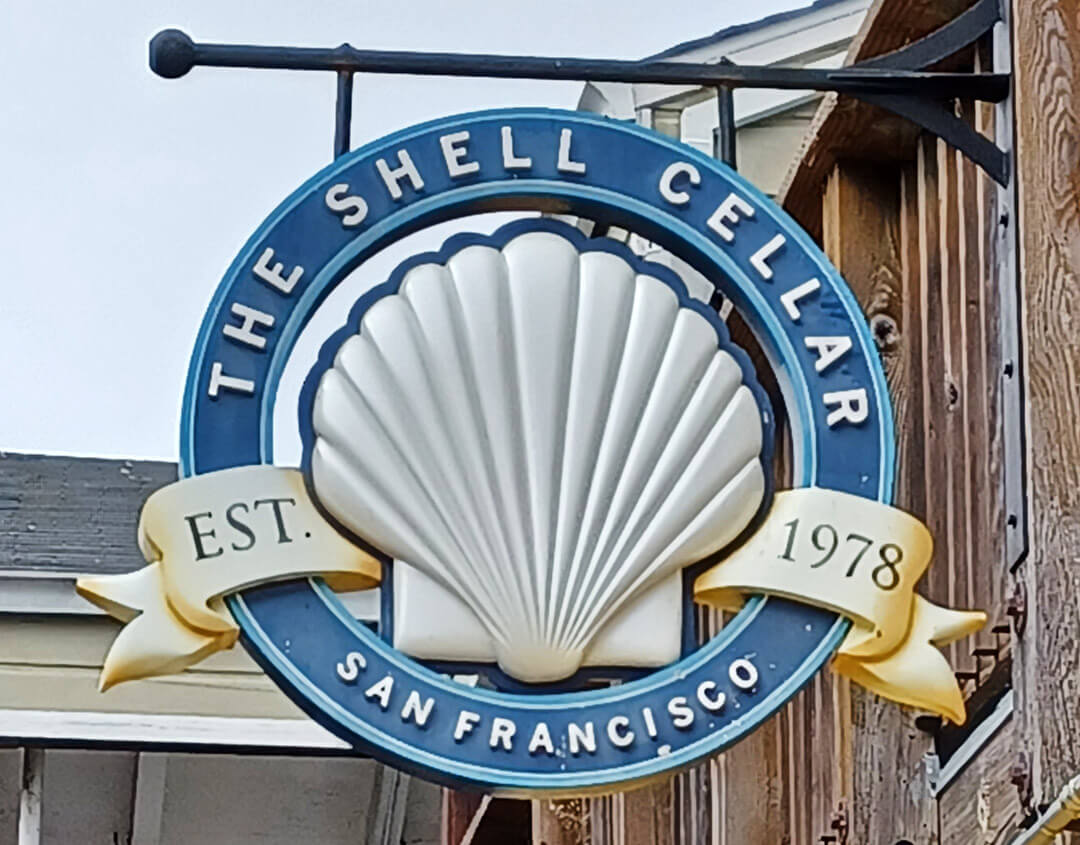 THE SHELL CELLAR
EST. 1978
SAN FRANCISCO